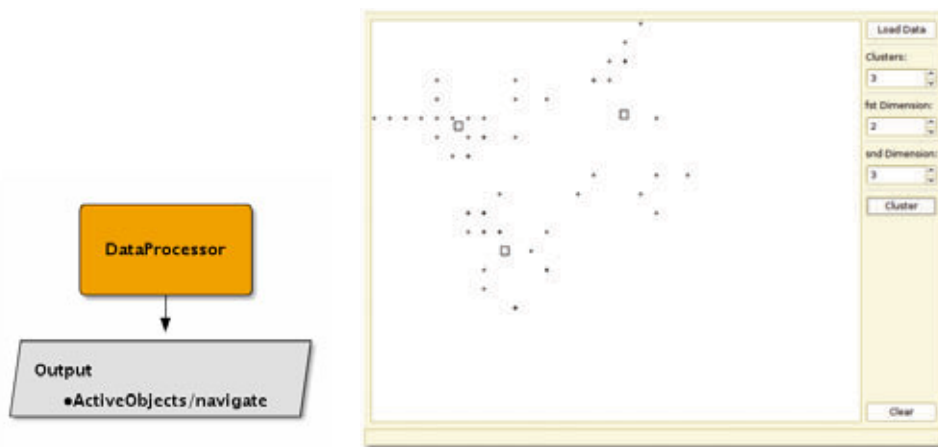 DataProcessor
Output
•ActiveObjects/navigate
Load Data
Clusters:
3
fst Dimension:
2
snd Dimension:
3
Cluster
Clear